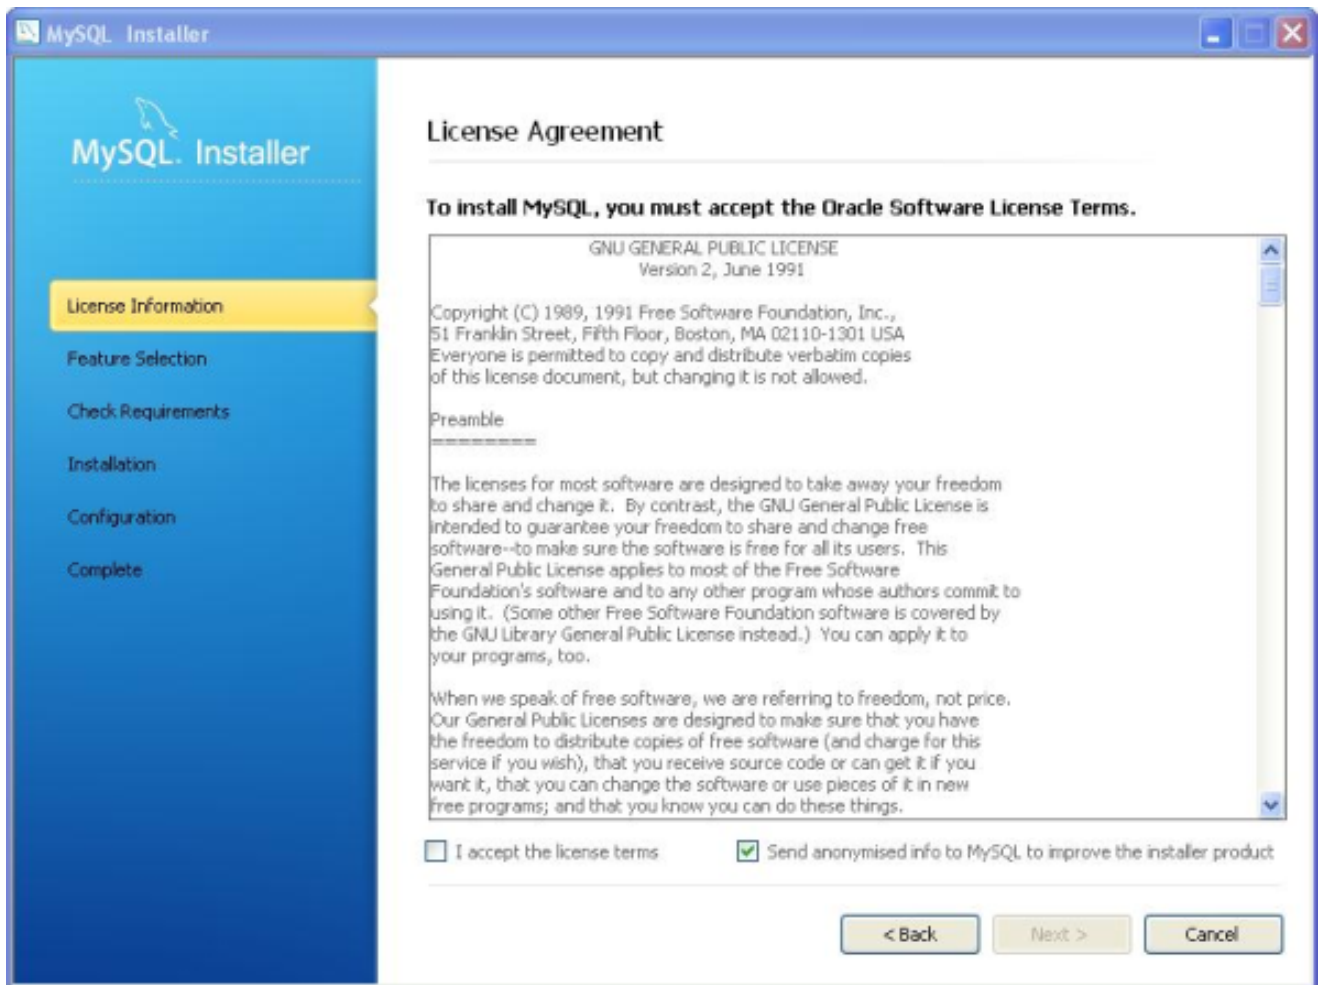 MySQL Installer
MySQL. Installer
License Information
Feature Selection
Check Requirements
Installation
Configuration
Complete
License Agreement
To install MySQL, you must accept the Oracle Software License Terms.
GNU GENERAL PUBLIC LICENSE
Version 2, June 1991
Copyright (C) 1989, 1991 Free Software Foundation, Inc.,
51 Franklin Street, Fifth Floor, Boston, MA 02110-1301 USA
Everyone is permitted to copy and distribute verbatim copies
of this license document, but changing it is not allowed.
Preamble
========
The licenses for most software are designed to take away your freedom
to share and change it. By contrast, the GNU General Public License is
intended to guarantee your freedom to share and change free
software--to make sure the software is free for all its users. This
General Public License applies to most of the Free Software
Foundation's software and to any other program whose authors commit to
using it. (Some other Free Software Foundation software is covered by
the GNU Library General Public License instead.) You can apply it to
your programs, too.
When we speak of free software, we are referring to freedom, not price.
Our General Public Licenses are designed to make sure that you have
the freedom to distribute copies of free software (and charge for this
service if you wish), that you receive source code or can get it if you
want it, that you can change the software or use pieces of it in new
free programs; and that you know you can do these things.
I accept the license terms
Send anonymised info to MySQL to improve the installer product
< Back
Next >
Cancel